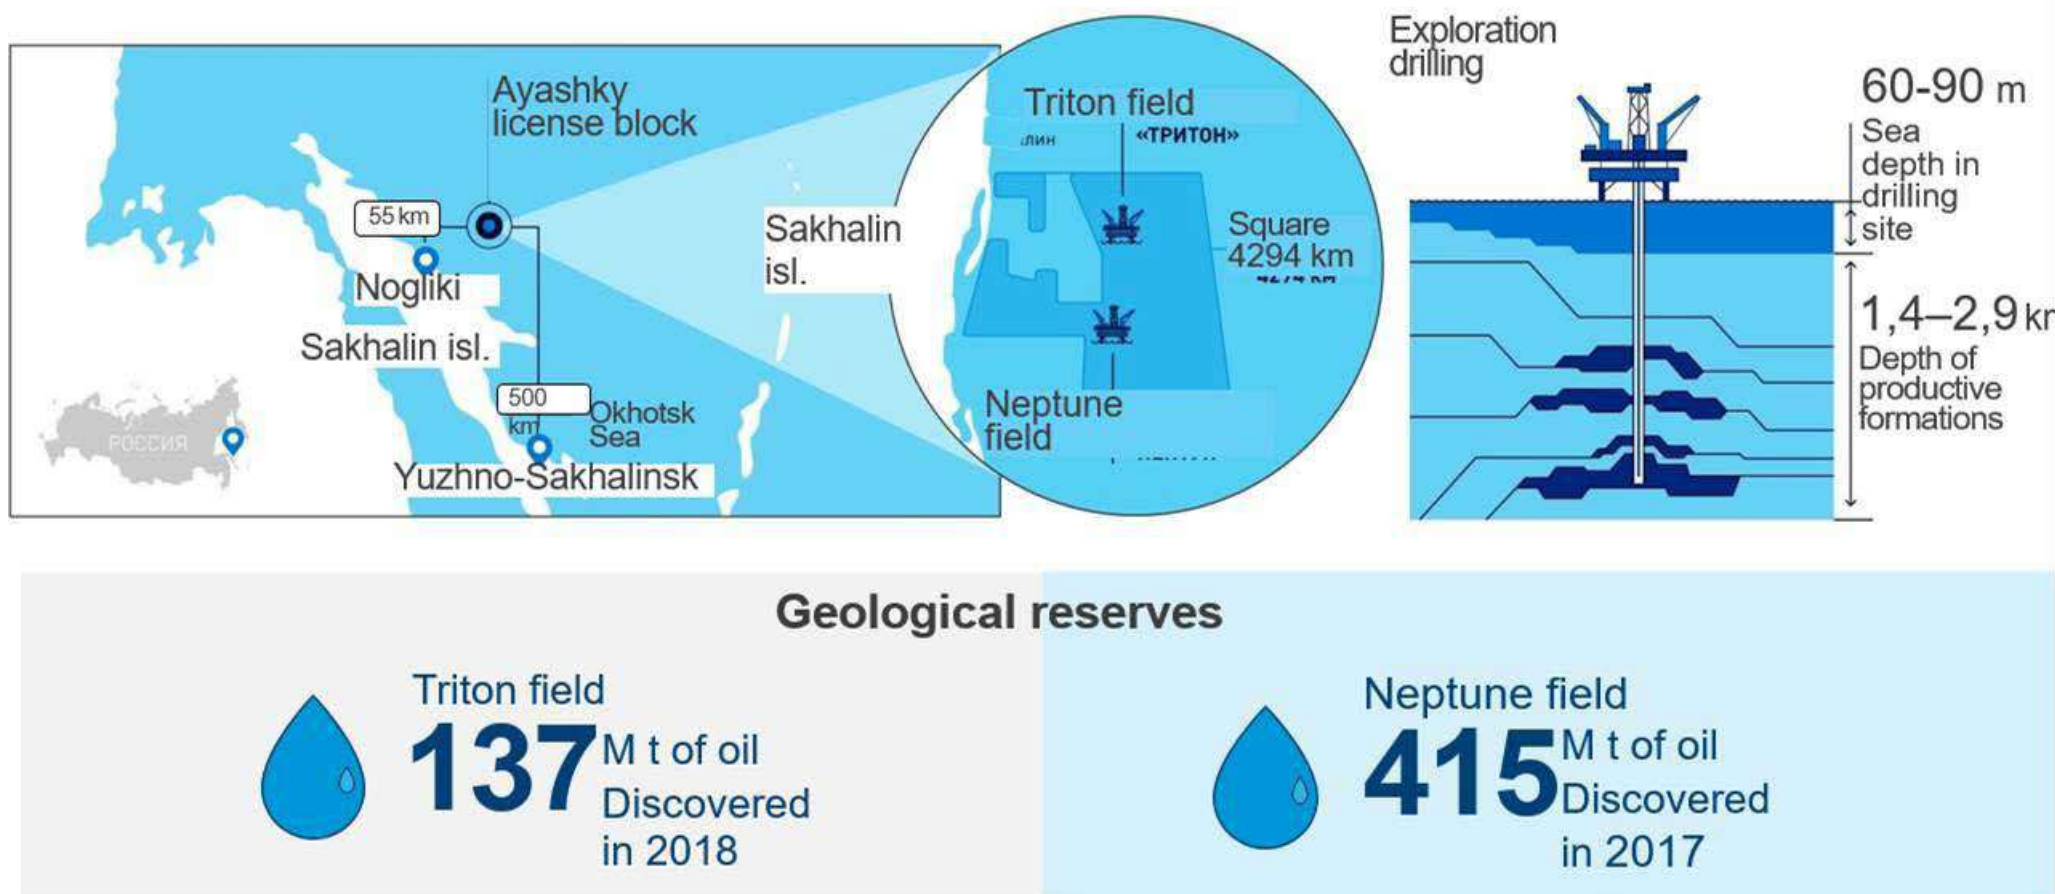 Ayashky
license block
55 km
Nogliki
Sakhalin isl.
500
km
Okhotsk
Sea
Yuzhno-Sakhalinsk
РОССИЯ
Sakhalin
isl.
Triton field
«ТРИТОН»
Square
4294 km
Neptune
field
Exploration
drilling
60-90 m
Sea
depth in
drilling
site
1,4–2,9 km
Depth of
productive
formations
Geological reserves
Triton field
137 M t of oil
Discovered
in 2018
Neptune field
415 M t of oil
Discovered
in 2017